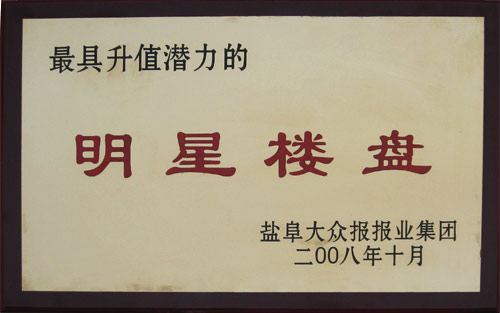 最具升值潜力的
明星楼盘
盐阜大众报报业集团
二00八年十月